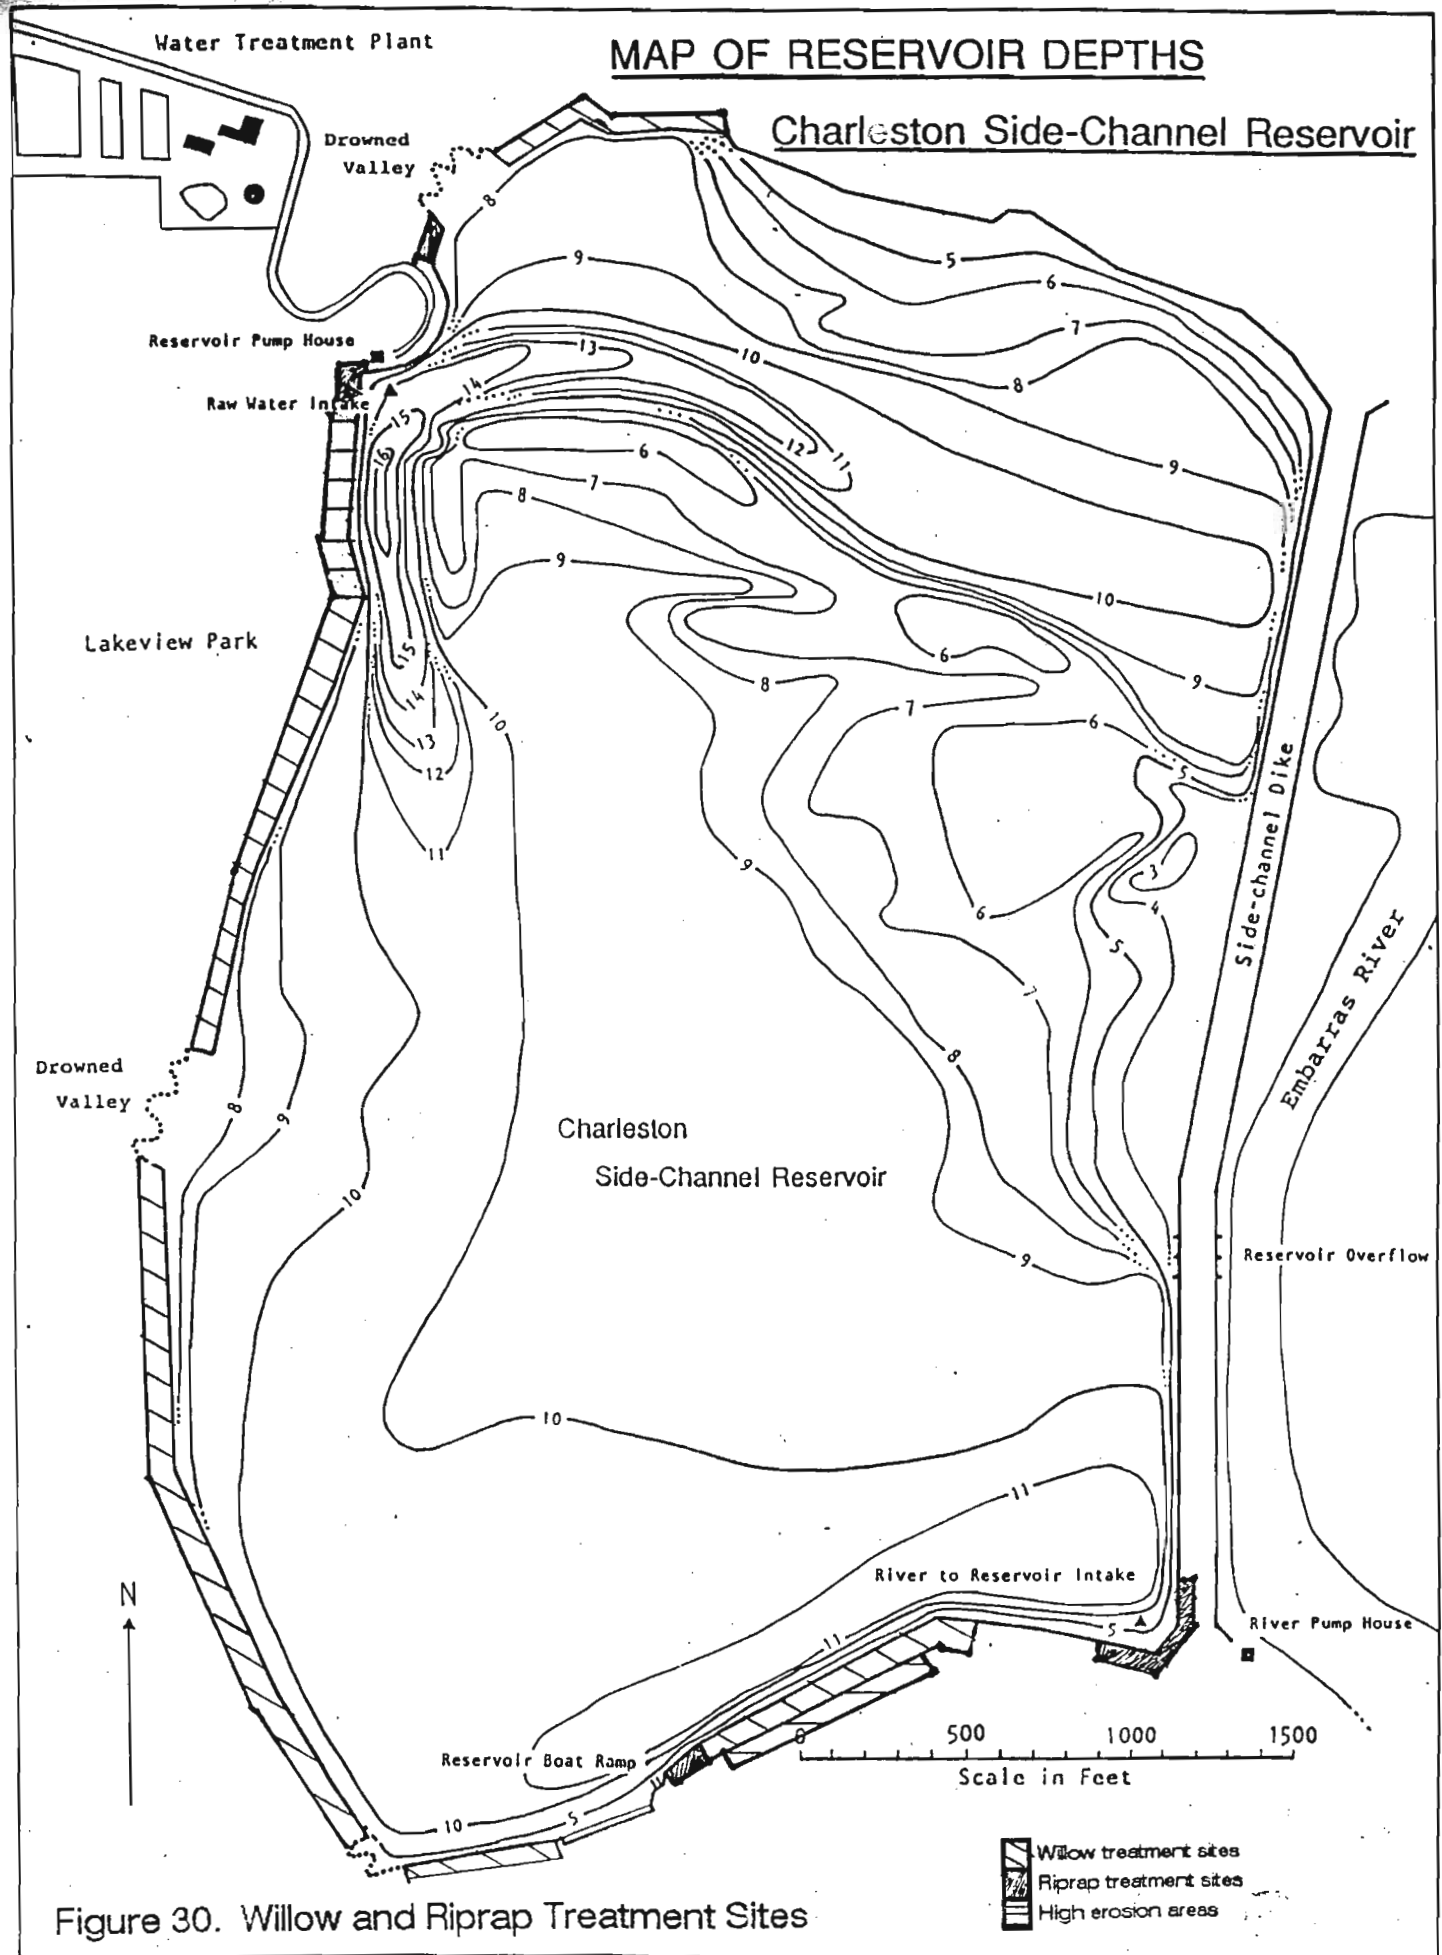 Water Treatment Plant
MAP OF RESERVOIR DEPTHS
Charleston Side-Channel Reservoir
Drowned
Valley
8
9
5
6
7
8
10
9
10
9
Reservoir Pump House
Raw Water Intake
13
14
15
16
12
11
6
7
8
9
Lakeview Park
15
14
13
12
11
10
6
8
7
6
5
9
6
3
4
5
7
8
9
Side-channel Dike
Embarras River
Drowned
Valley
8
9
10
Charleston
Side-Channel Reservoir
Reservoir Overflow
10
11
River to Reservoir Intake
5
River Pump House
11
N
Reservoir Boat Ramp
10
5
0 500 1000 1500
Scale in Feet
Willow treatment sites
Riprap treatment sites
High erosion areas
Figure 30. Willow and Riprap Treatment Sites